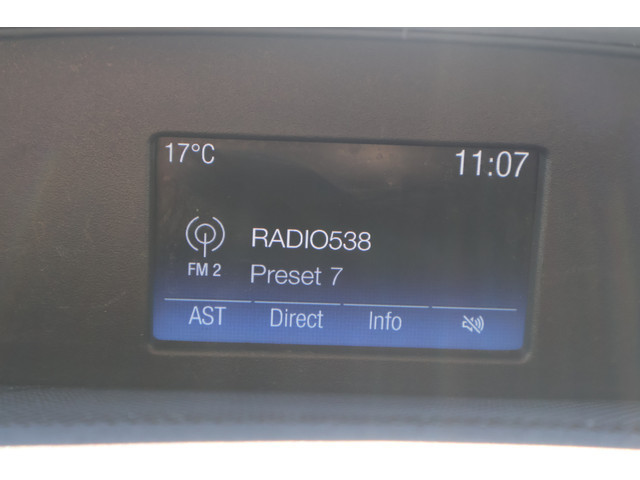 17°C 11:07
RADIO538
FM 2 Preset 7
AST Direct Info